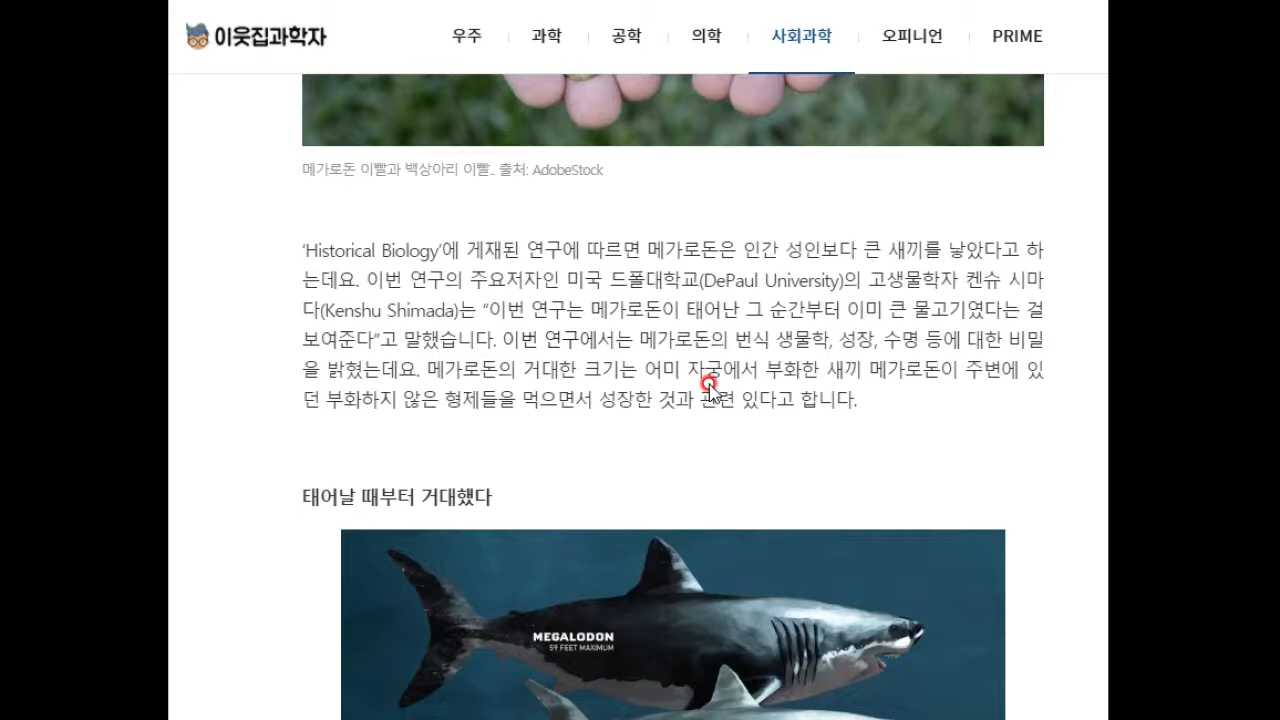 이웃집과학자
우주 과학 공학 의학 사회과학 오피니언 PRIME
메가로돈 이빨과 백상아리 이빨_ 출처: AdobeStock
‘Historical Biology’에 게재된 연구에 따르면 메가로돈은 인간 성인보다 큰 새끼를 낳았다고 하
는데요. 이번 연구의 주요저자인 미국 드폴대학교(DePaul University)의 고생물학자 켄슈 시마
다(Kenshu Shimada)는 “이번 연구는 메가로돈이 태어난 그 순간부터 이미 큰 물고기였다는 걸
보여준다”고 말했습니다. 이번 연구에서는 메가로돈의 번식 생물학, 성장, 수명 등에 대한 비밀
을 밝혔는데요. 메가로돈의 거대한 크기는 어미 자궁에서 부화한 새끼 메가로돈이 주변에 있
던 부화하지 않은 형제들을 먹으면서 성장한 것과 관련 있다고 합니다.
태어날 때부터 거대했다
MEGALODON
59 FEET MAXIMUM